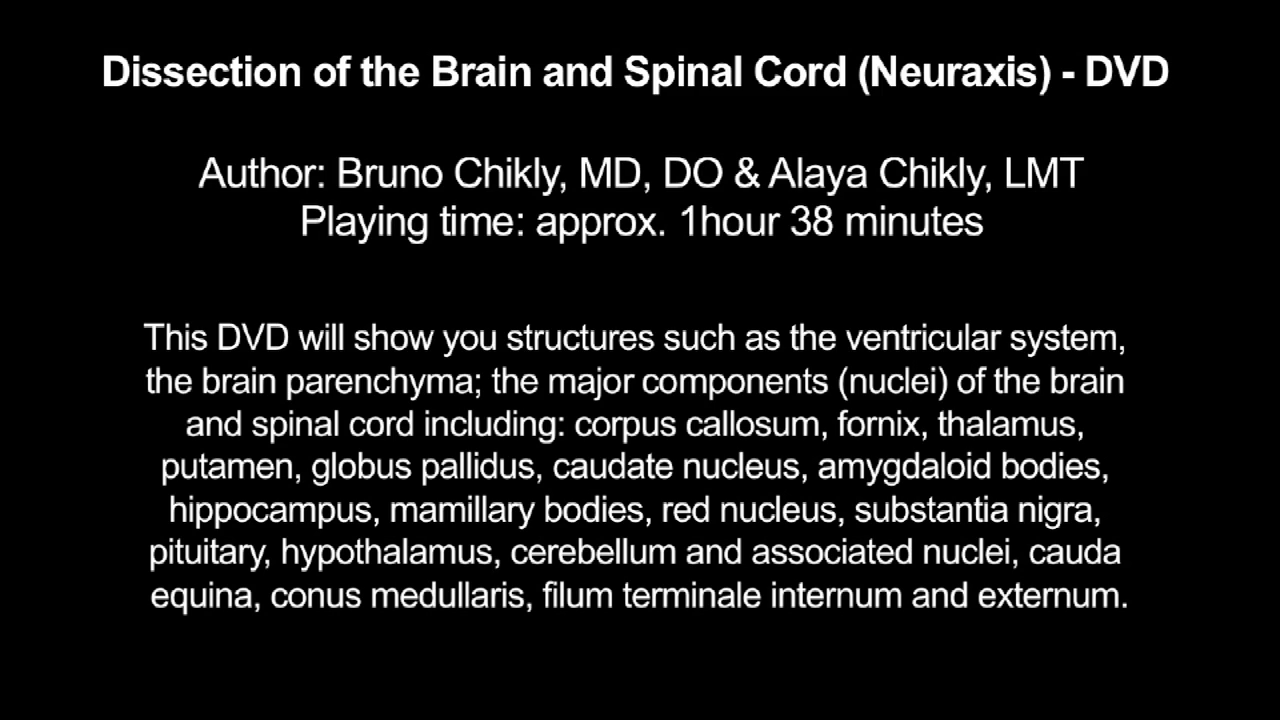 Dissection of the Brain and Spinal Cord (Neuraxis) - DVD
Author: Bruno Chikly, MD, DO & Alaya Chikly, LMT
Playing time: approx. 1hour 38 minutes
This DVD will show you structures such as the ventricular system,
the brain parenchyma; the major components (nuclei) of the brain
and spinal cord including: corpus callosum, fornix, thalamus,
putamen, globus pallidus, caudate nucleus, amygdaloid bodies,
hippocampus, mamillary bodies, red nucleus, substantia nigra,
pituitary, hypothalamus, cerebellum and associated nuclei, cauda
equina, conus medullaris, filum terminale internum and externum.